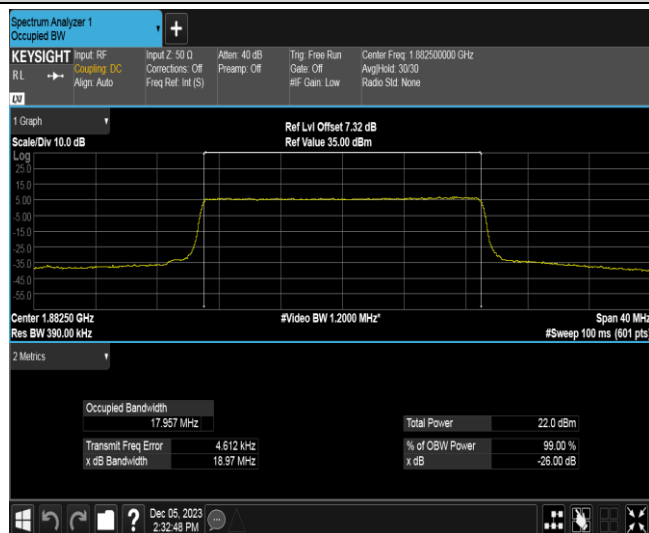 Spectrum Analyzer 1
Occupied BW
+
KEYSIGHT
RL
LXI
Input: RF
Coupling: DC
Align: Auto
Input Z: 50 Ω
Corrections: Off
Freq Ref: Int (S)
Atten: 40 dB
Preamp: Off
Trig: Free Run
Gate: Off
#IF Gain: Low
Center Freq: 1.882500000 GHz
Avg|Hold: 30/30
Radio Std: None
1 Graph
Scale/Div 10.0 dB
Ref Lvl Offset 7.32 dB
Ref Value 35.00 dBm
Log
25.0
15.0
5.00
-5.00
-15.0
-25.0
-35.0
-45.0
-55.0
Center 1.88250 GHz
Res BW 390.00 kHz
#Video BW 1.2000 MHz*
Span 40 MHz
#Sweep 100 ms (601 pts)
2 Metrics
Occupied Bandwidth
17.957 MHz
Transmit Freq Error 4.612 kHz
x dB Bandwidth 18.97 MHz
Total Power 22.0 dBm
% of OBW Power 99.00 %
x dB -26.00 dB
?
Dec 05, 2023
2:32:48 PM